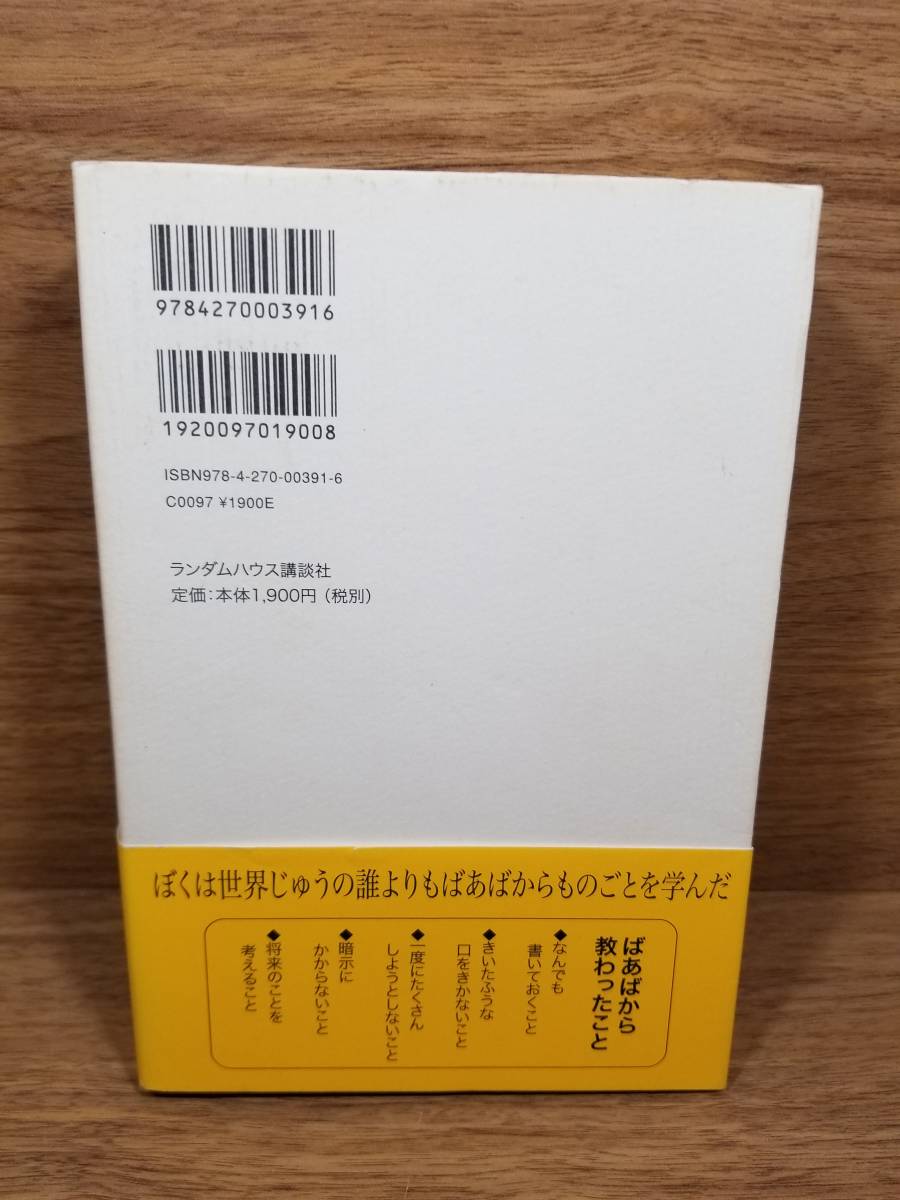 9784270003916
1920097019008
ISBN978-4-270-00391-6
C0097 ¥1900E
ランダムハウス講談社
定価：本体1,900円（税別）
ぼくは世界じゅうの誰よりもばあばからものごとを学んだ
ばあばから
教わったこと
◆なんでも
書いておくこと
◆きいたふうな
口をきかないこと
◆一度にたくさん
しようとしないこと
◆暗示に
かからないこと
◆将来のことを
考えること